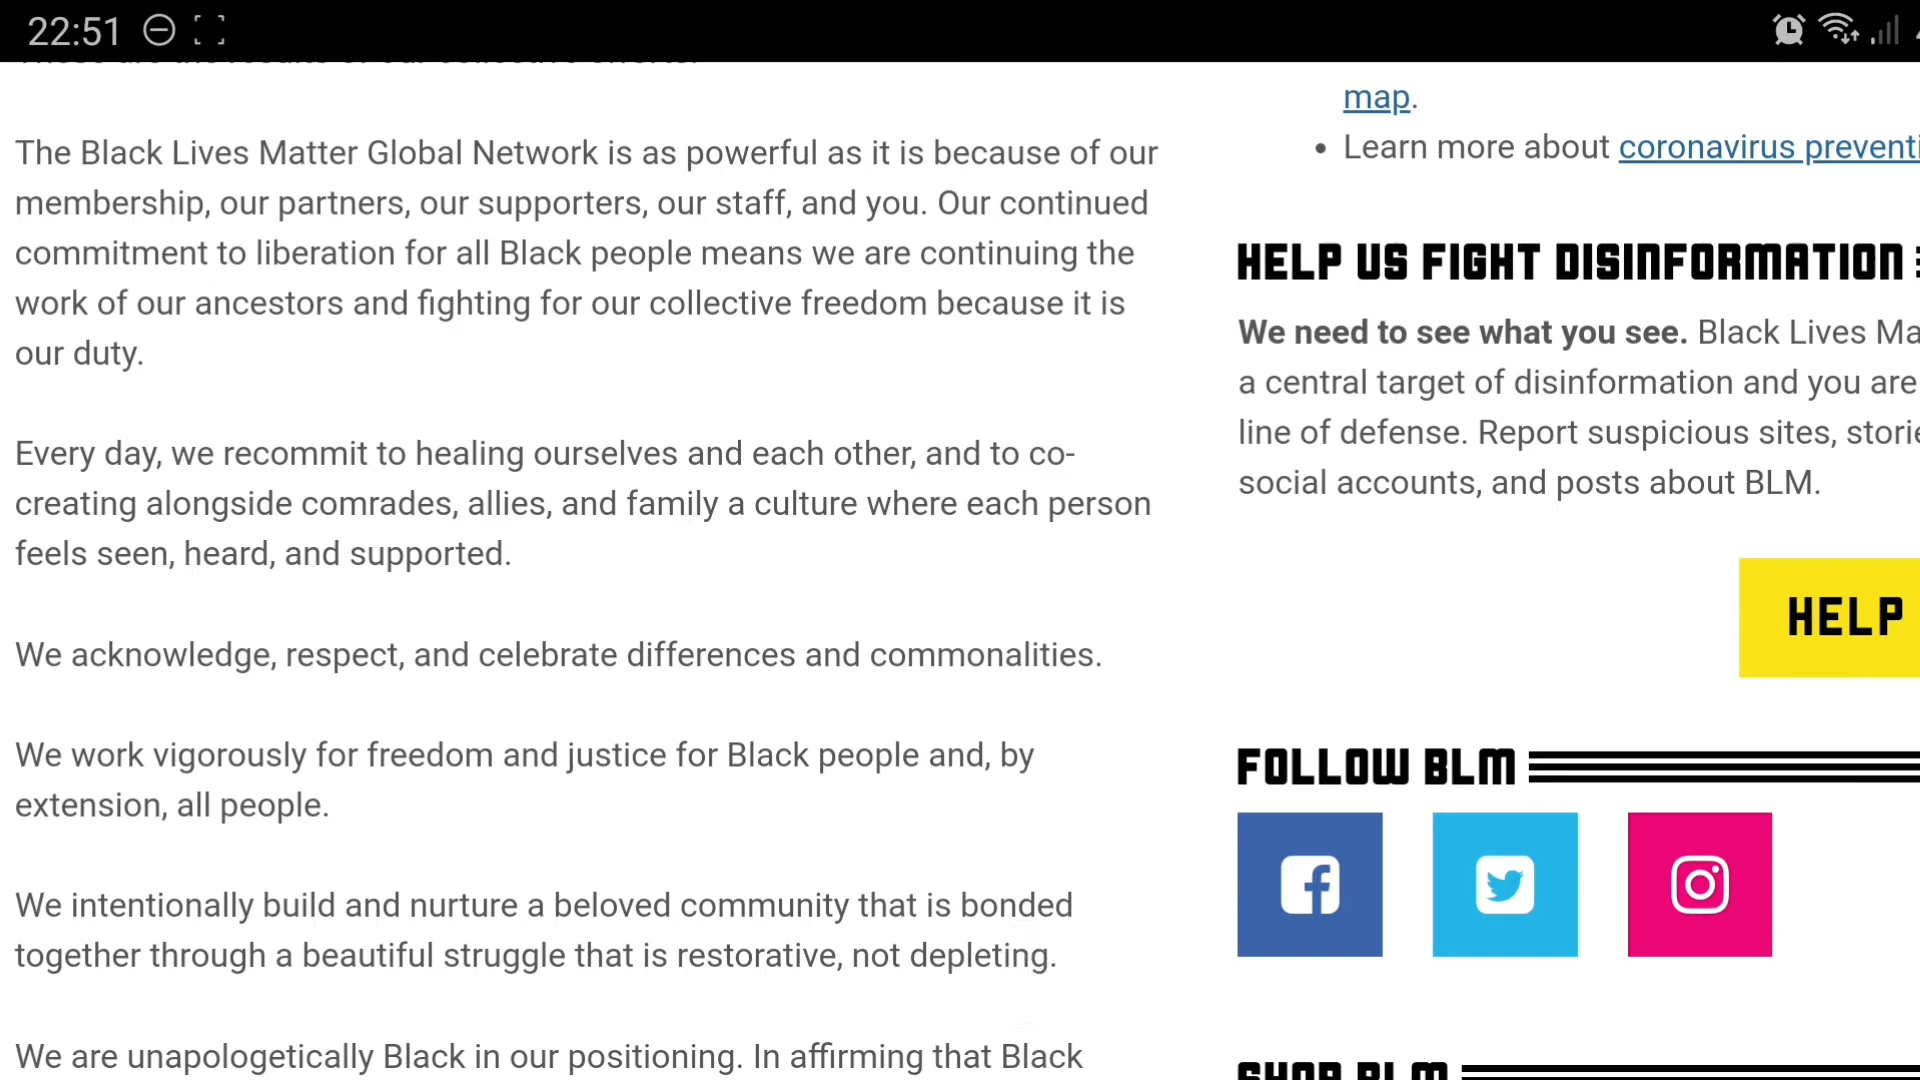 22:51
The Black Lives Matter Global Network is as powerful as it is because of our
membership, our partners, our supporters, our staff, and you. Our continued
commitment to liberation for all Black people means we are continuing the
work of our ancestors and fighting for our collective freedom because it is
our duty.
Every day, we recommit to healing ourselves and each other, and to co-
creating alongside comrades, allies, and family a culture where each person
feels seen, heard, and supported.
We acknowledge, respect, and celebrate differences and commonalities.
We work vigorously for freedom and justice for Black people and, by
extension, all people.
We intentionally build and nurture a beloved community that is bonded
together through a beautiful struggle that is restorative, not depleting.
We are unapologetically Black in our positioning. In affirming that Black
map.
• Learn more about coronavirus preventi
HELP US FIGHT DISINFORMATION
We need to see what you see. Black Lives Ma
a central target of disinformation and you are
line of defense. Report suspicious sites, storie
social accounts, and posts about BLM.
HELP
FOLLOW BLM
SHOP BLM